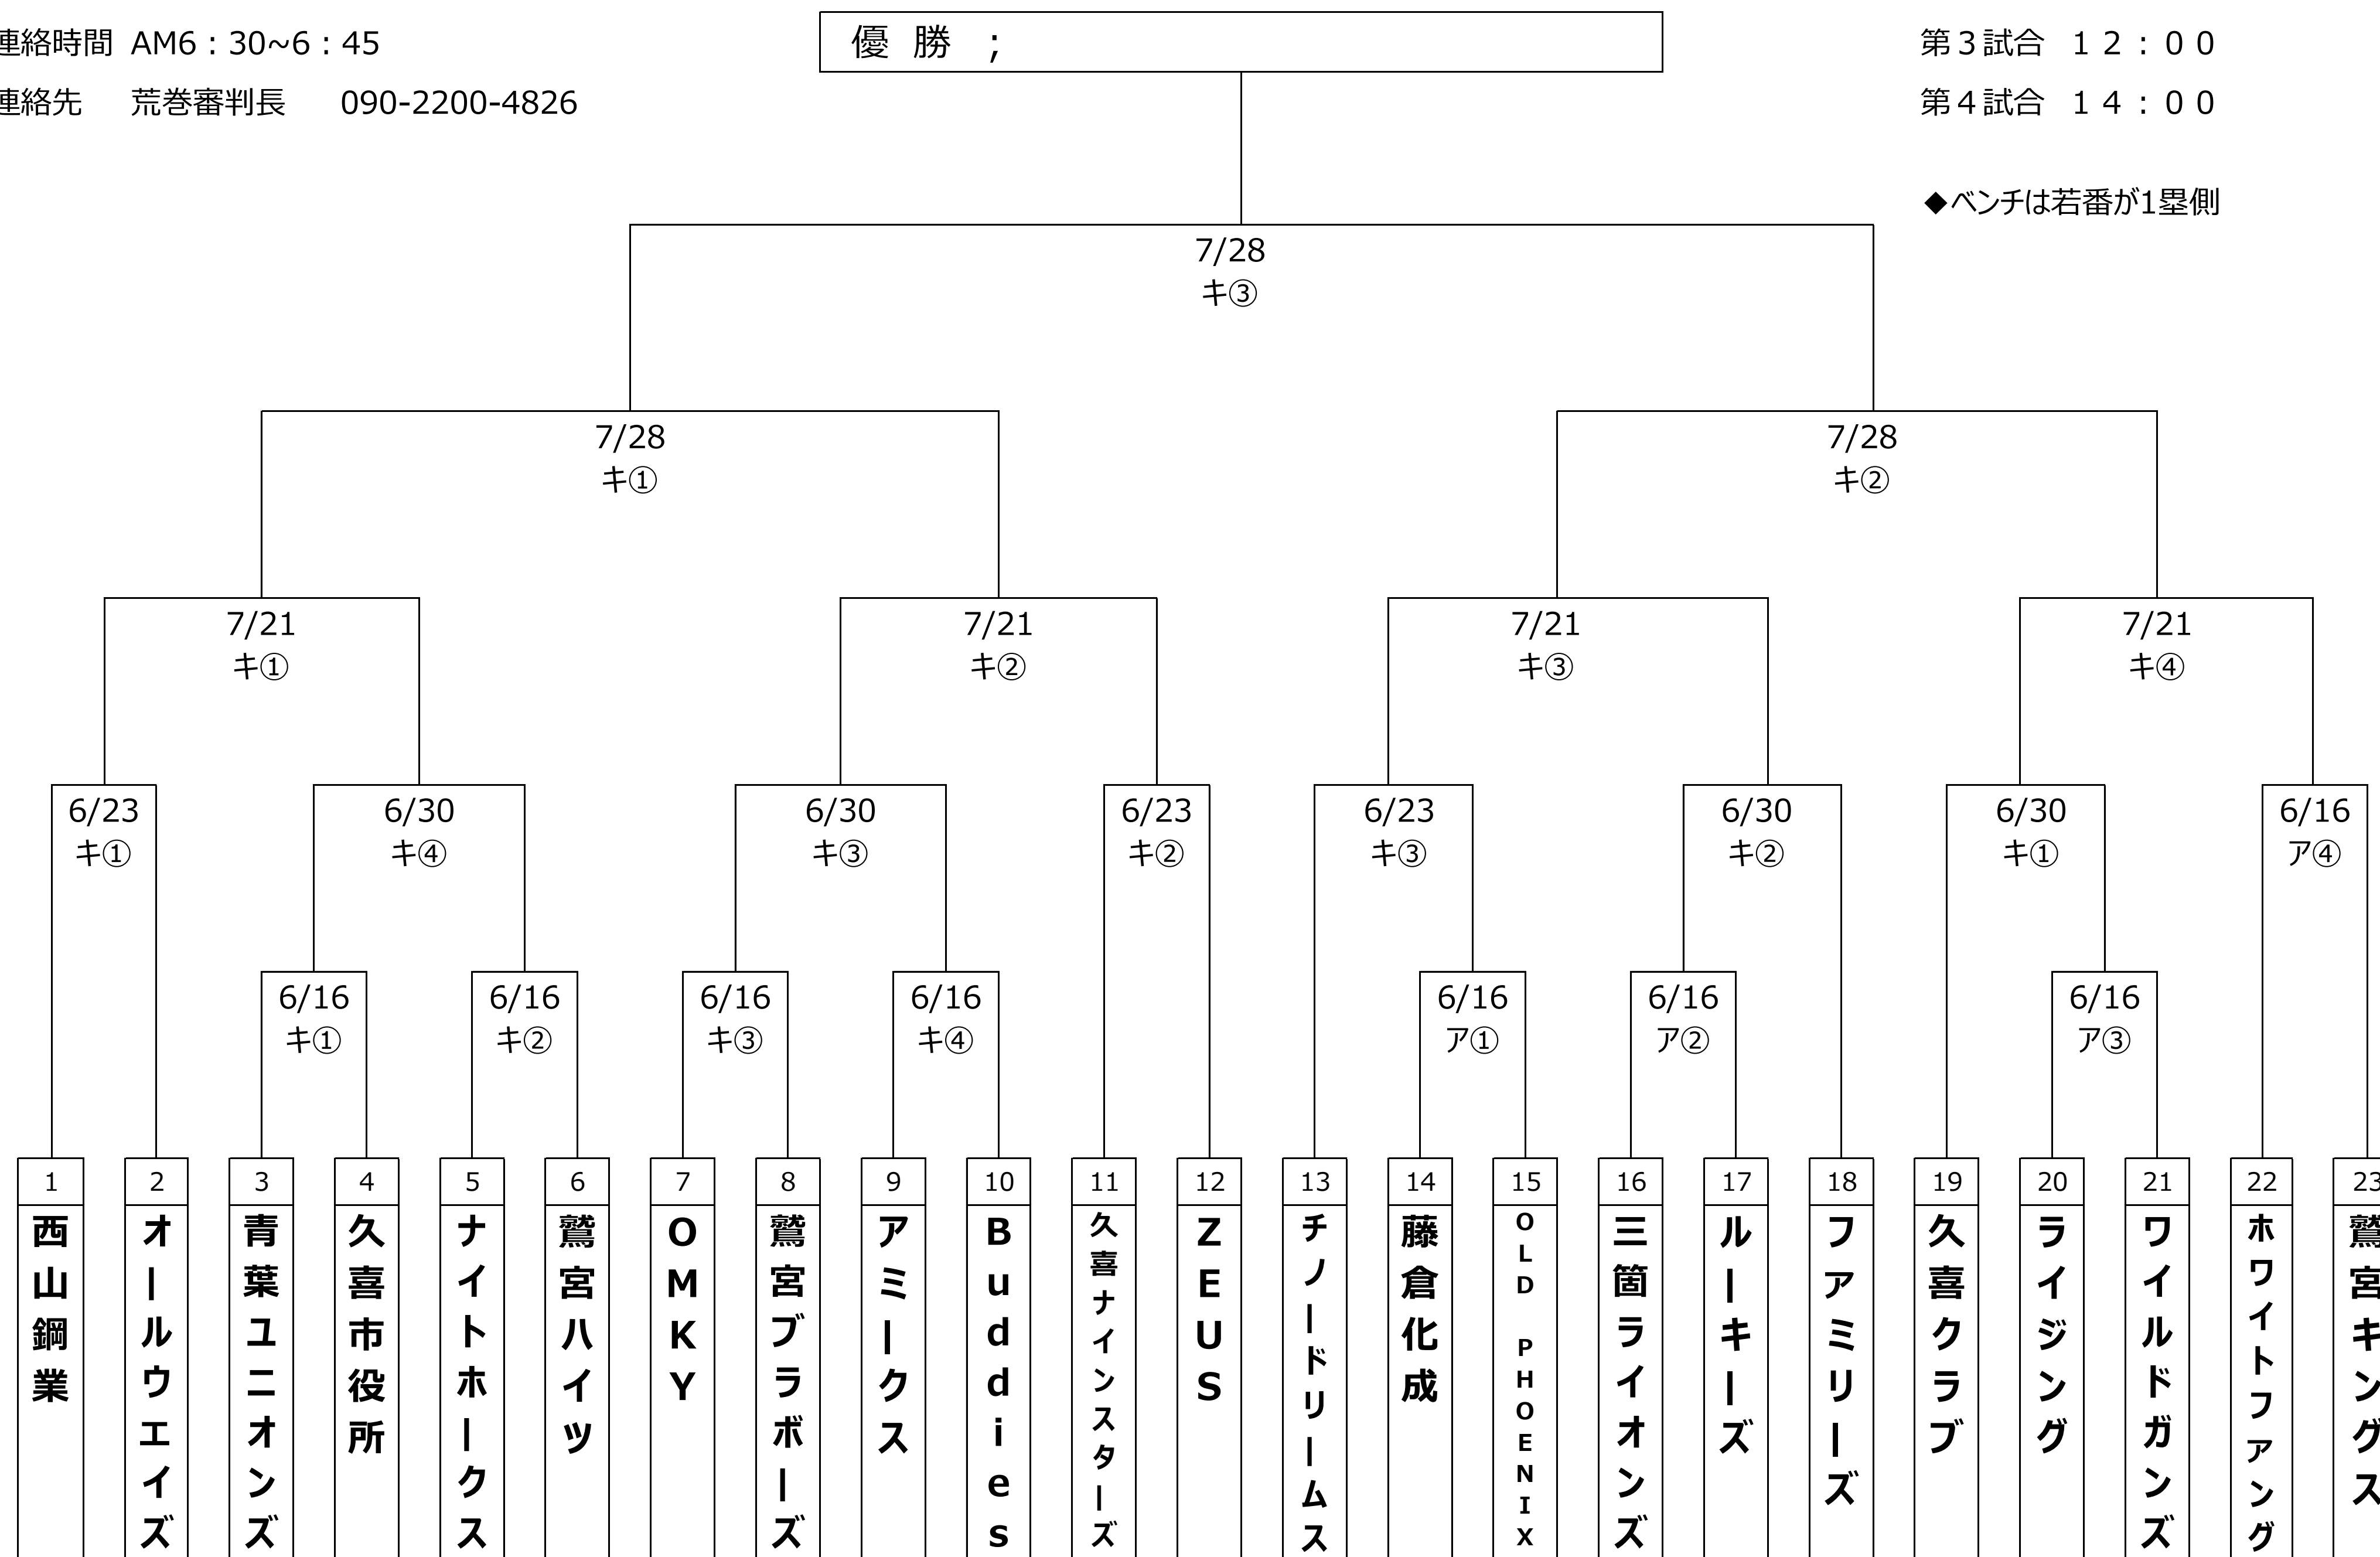 連絡時間 AM6：30~6：45
優 勝 ；
第３試合 １２：００
連絡先 荒巻審判長 090-2200-4826
第４試合 １４：００
◆ベンチは若番が1塁側
7/28
キ③
7/28
キ①
7/28
キ②
7/21
キ①
7/21
キ②
7/21
キ③
7/21
キ④
6/23
キ①
6/30
キ④
6/30
キ③
6/23
キ②
6/23
キ③
6/30
キ②
6/30
キ①
6/16
ア④
6/16
キ①
6/16
キ②
6/16
キ③
6/16
キ④
6/16
ア①
6/16
ア②
6/16
ア③
1
西山鋼業
2
オールウエイズ
3
青葉ユニオンズ
4
久喜市役所
5
ナイトホークス
6
鷲宮ハイツ
7
OMKY
8
鷲宮ブラボーズ
9
アミークス
10
Buddies
11
久喜ナインスターズ
12
ZEUS
13
チノードリームス
14
藤倉化成
15
OLD PHOENIX
16
三箇ライオンズ
17
ルーキーズ
18
ファミリーズ
19
久喜クラブ
20
ライジング
21
ワイルドガンズ
22
ホワイトファング
23
鷲宮キングス